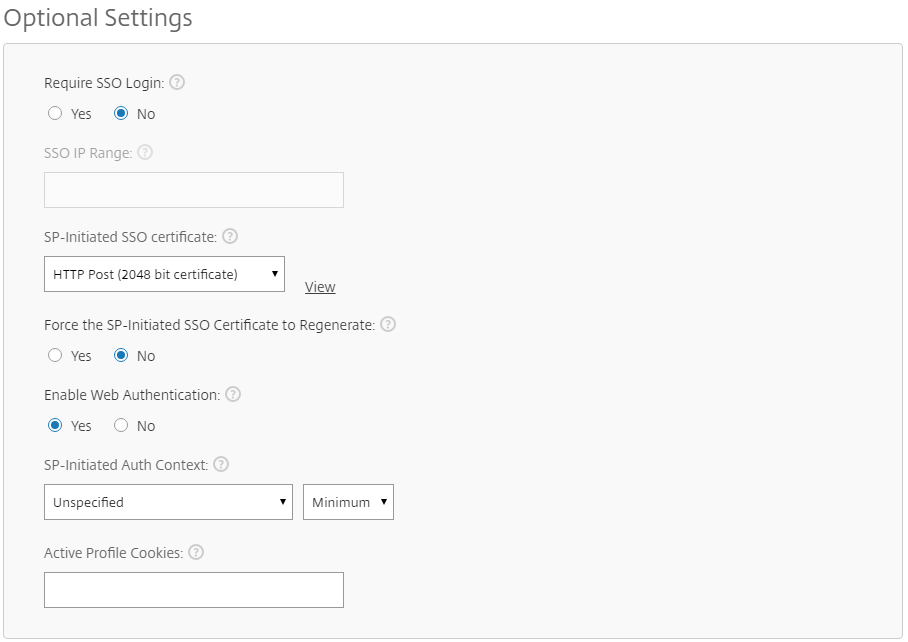 Optional Settings
Require SSO Login: ?
Yes No
SSO IP Range: ?
SP-Initiated SSO certificate: ?
HTTP Post (2048 bit certificate) View
Force the SP-Initiated SSO Certificate to Regenerate: ?
Yes No
Enable Web Authentication: ?
Yes No
SP-Initiated Auth Context: ?
Unspecified Minimum
Active Profile Cookies: ?